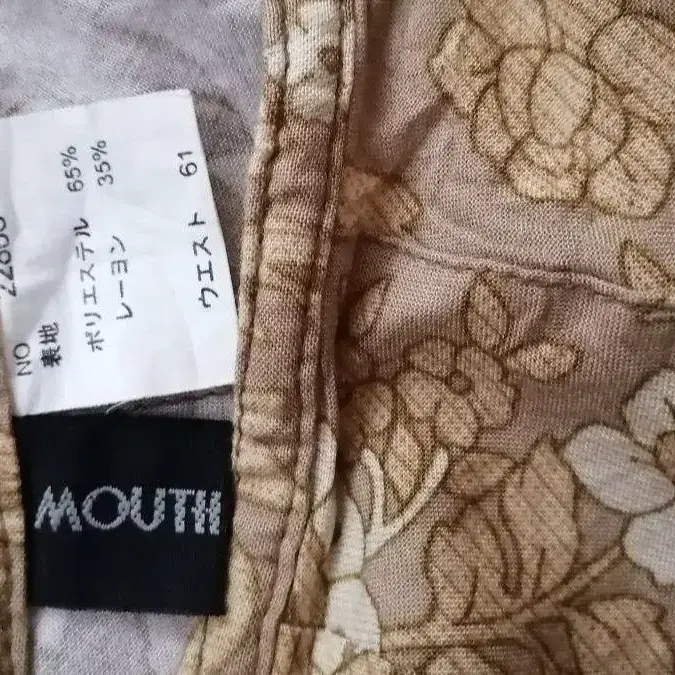 NO
裏地
ポリエステル 65%
レーヨン 35%
ウエスト 61
MOUTH